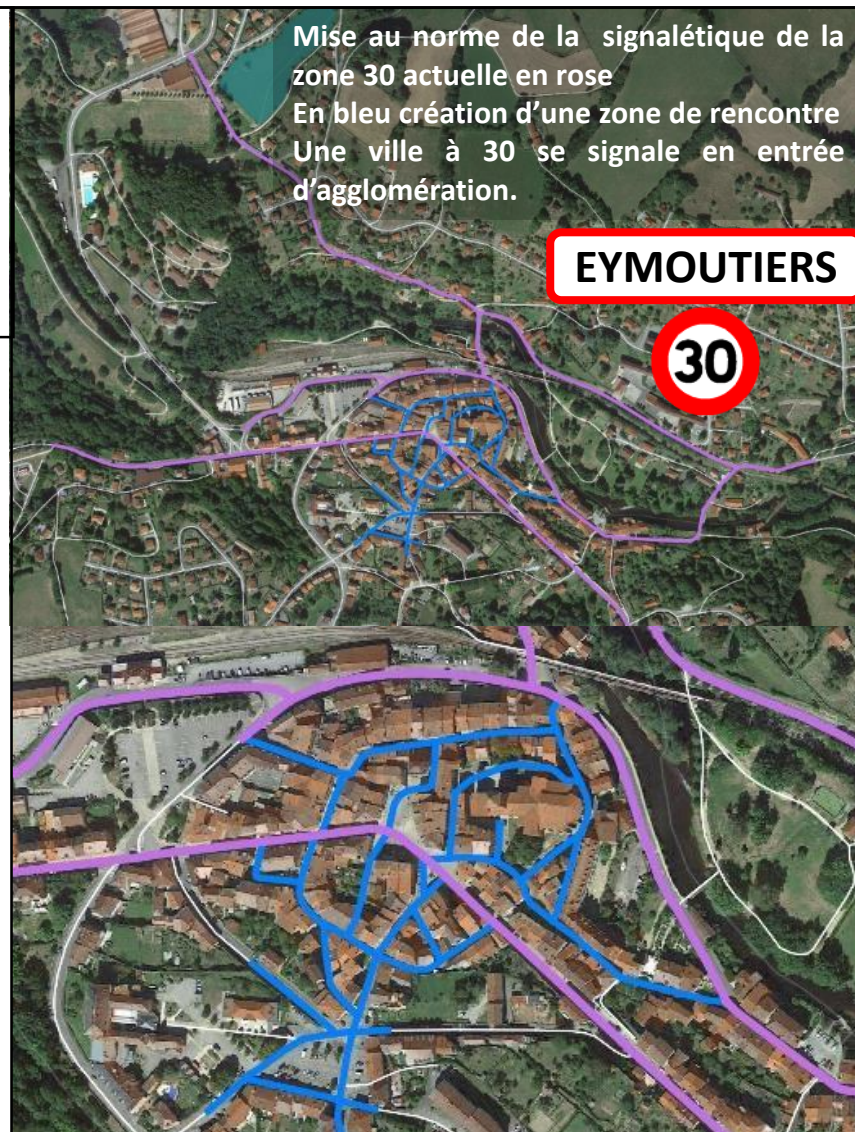 Mise au norme de la signalétique de la
zone 30 actuelle en rose
En bleu création d’une zone de rencontre
Une ville à 30 se signale en entrée
d’agglomération.
EYMOUTIERS
30